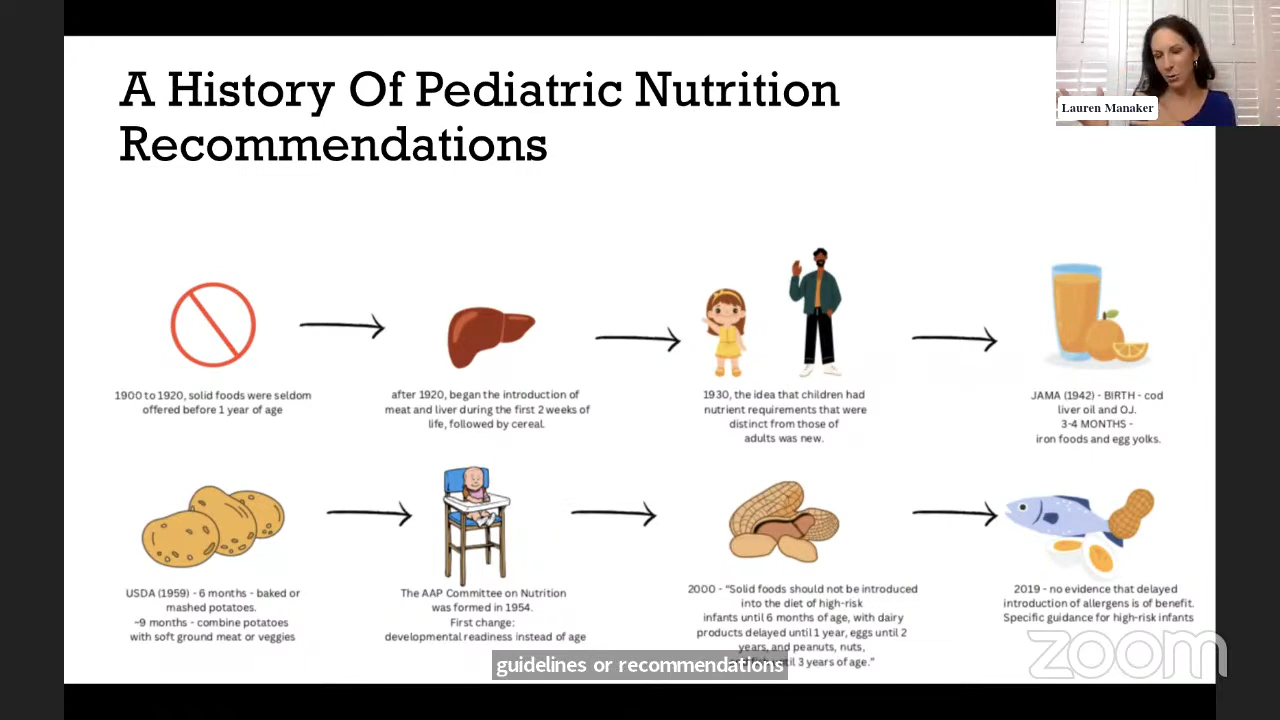 A History Of Pediatric Nutrition
Recommendations
Lauren Manaker
1900 to 1920, solid foods were seldom
offered before 1 year of age
after 1920, began the introduction of
meat and liver during the first 2 weeks of
life, followed by cereal.
1930, the idea that children had
nutrient requirements that were
distinct from those of
adults was new.
JAMA (1942) - BIRTH - cod
liver oil and OJ.
3-4 MONTHS -
iron foods and egg yolks.
USDA (1959) - 6 months - baked or
mashed potatoes.
~9 months - combine potatoes
with soft ground meat or veggies
The AAP Committee on Nutrition
was formed in 1954.
First change:
developmental readiness instead of age
2000 - “Solid foods should not be introduced
into the diet of high-risk
infants until 6 months of age, with dairy
products delayed until 1 year, eggs until 2
years, and peanuts, nuts,
3 years of age.”
2019 - no evidence that delayed
introduction of allergens is of benefit.
Specific guidance for high-risk infants
guidelines or recommendations
zoom